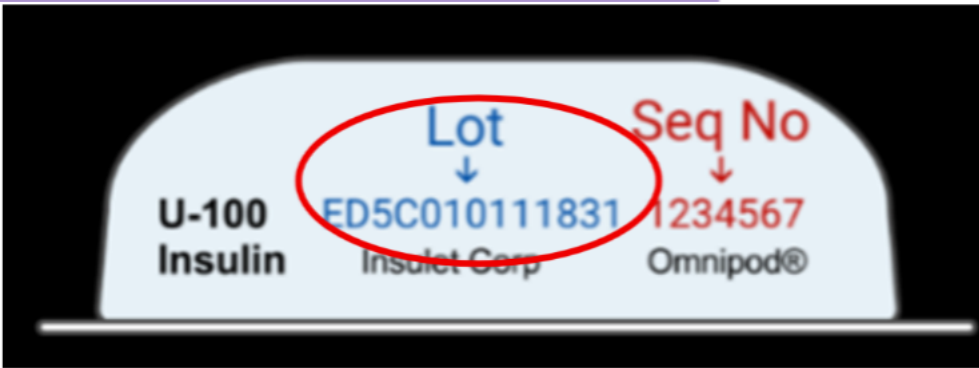 Lot Seq No
↓ ↓
U-100 ED5C010111831 1234567
Insulin Insulet Corp Omnipod®